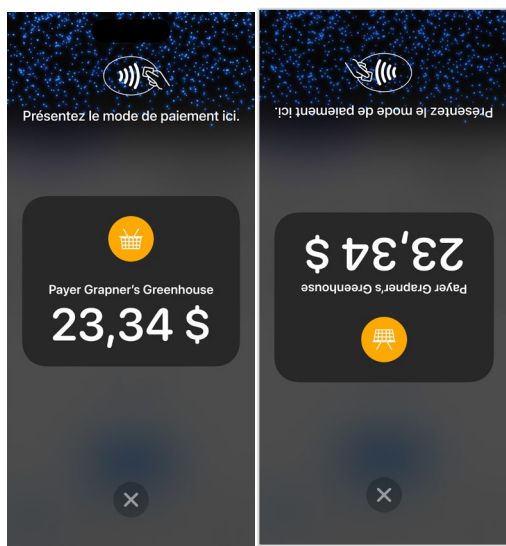 Présentez le mode de paiement ici.
Payer Grapner's Greenhouse
23,34 $
Présentez le mode de paiement ici.
23,34 $
Payer Grapner's Greenhouse